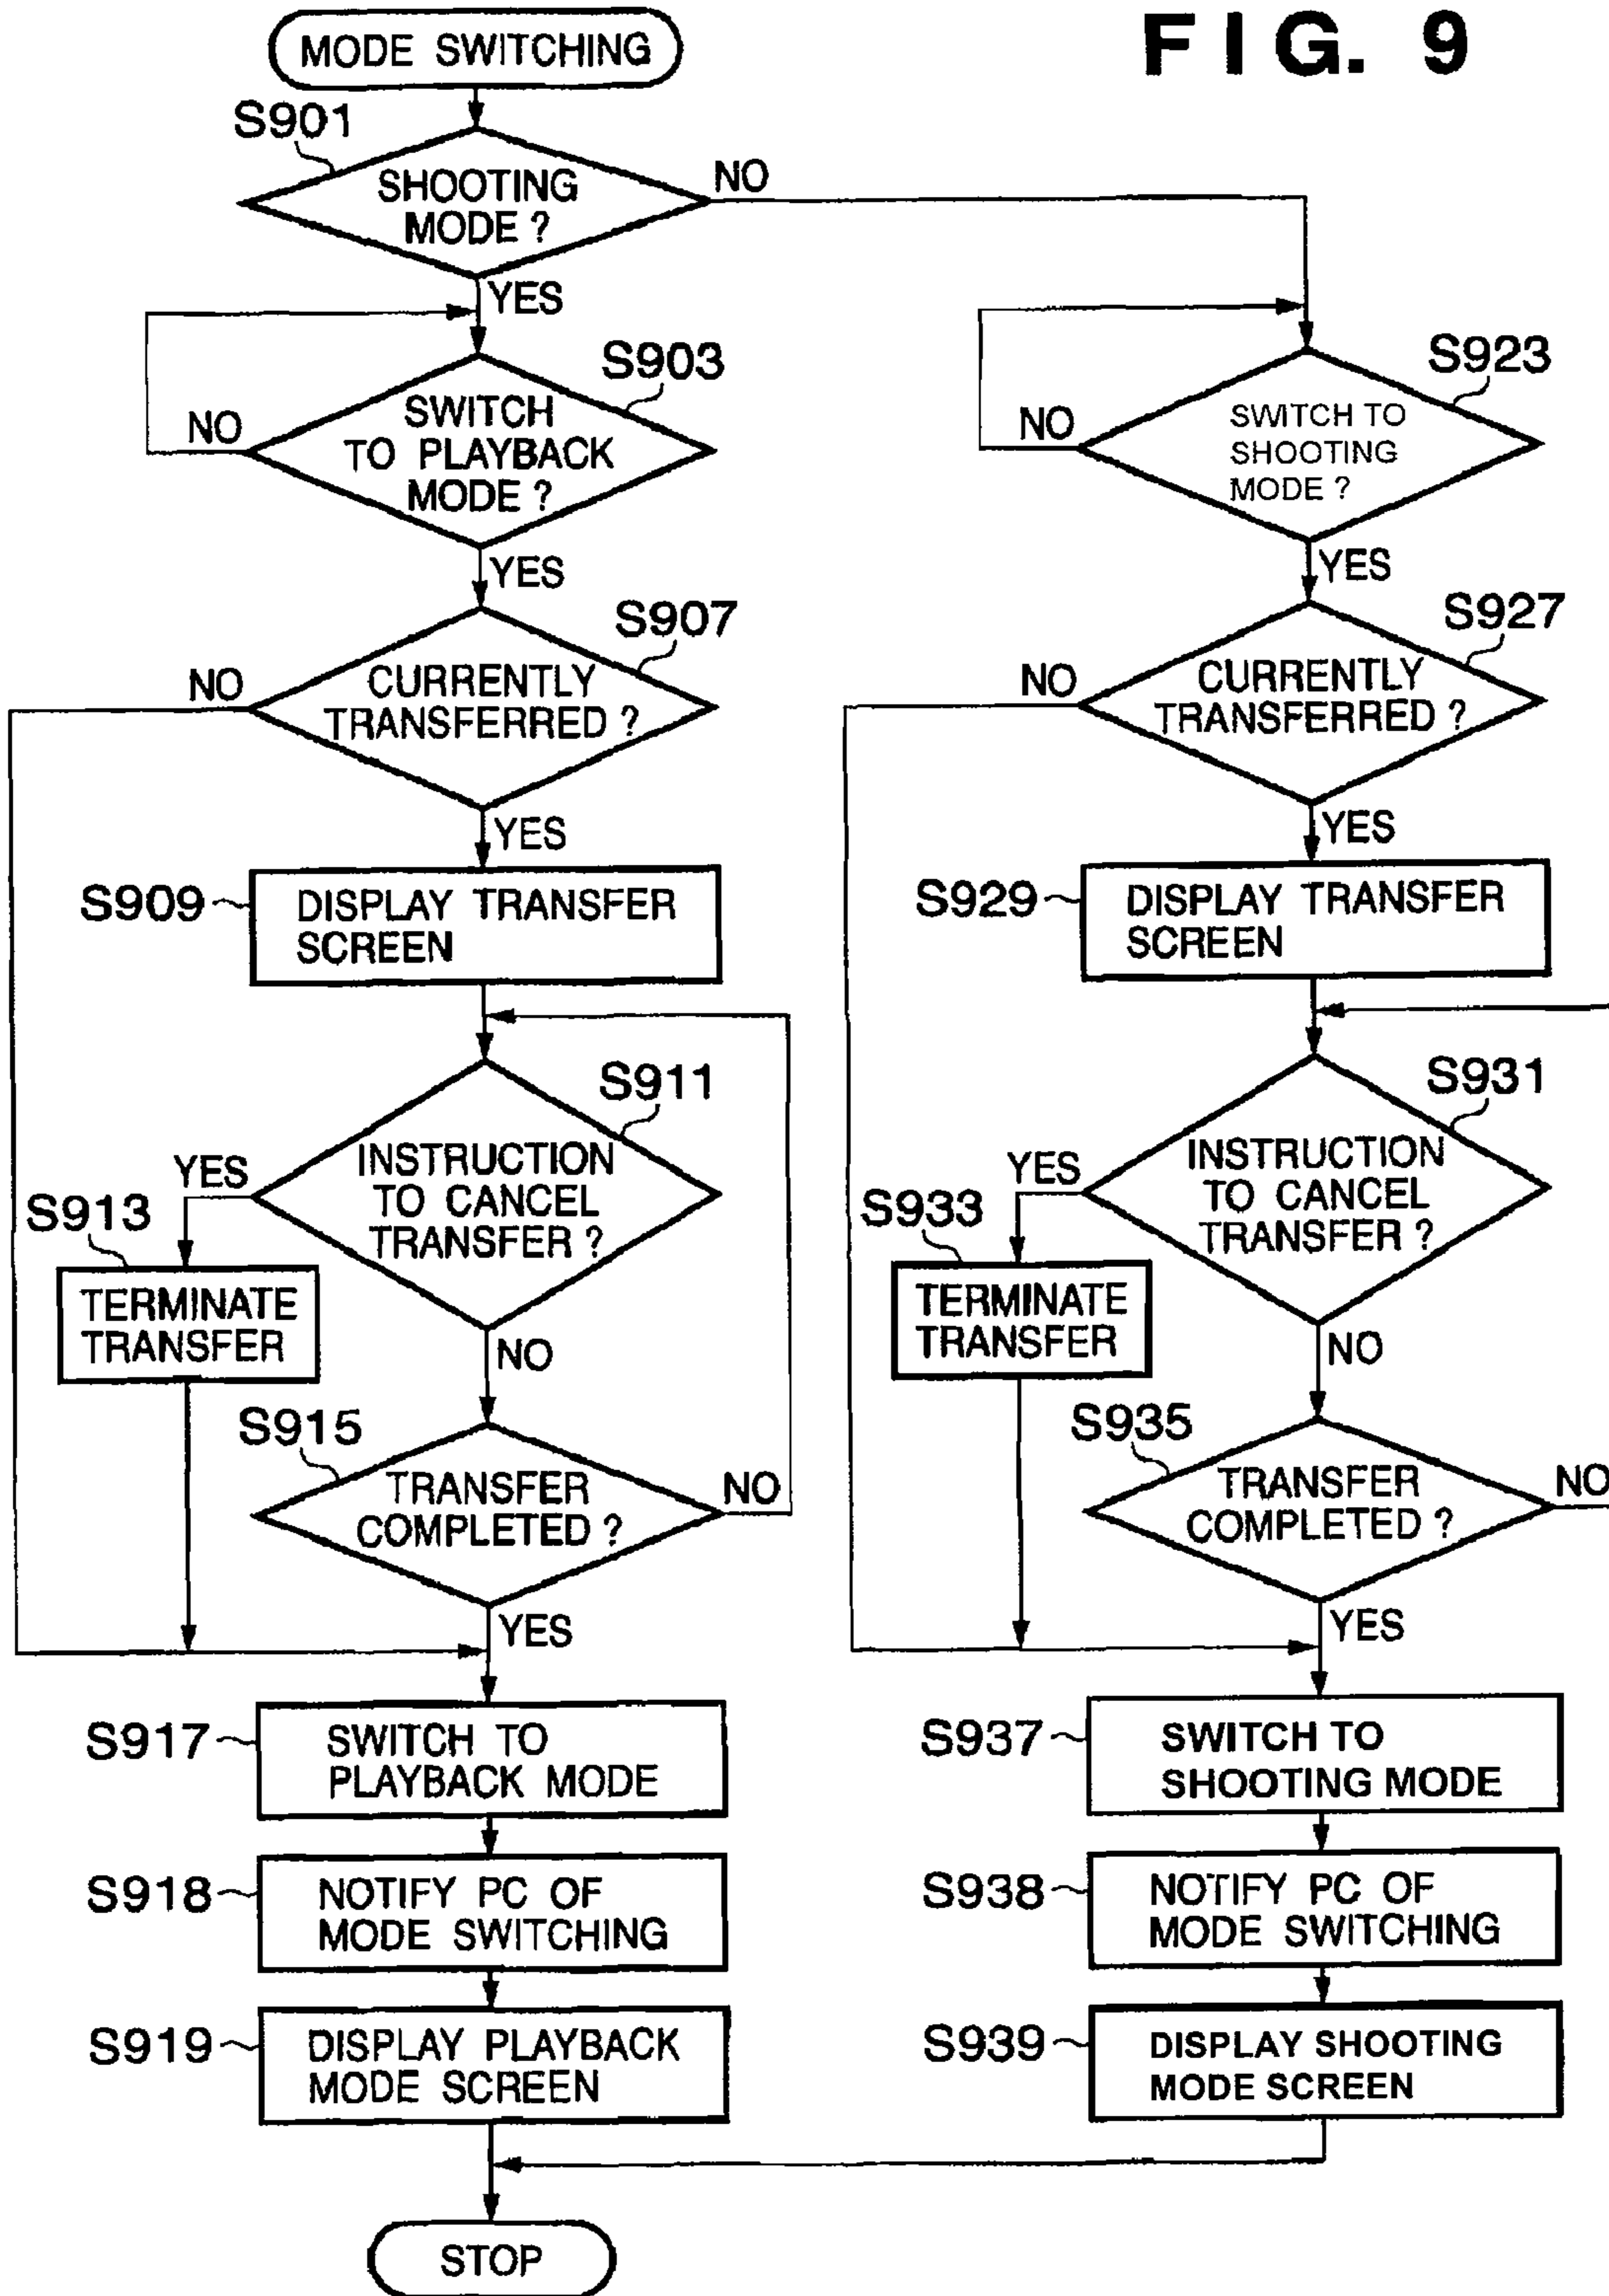 FIG. 9
MODE SWITCHING
S901
SHOOTING
MODE ?
NO
YES
S903
SWITCH
TO PLAYBACK
MODE ?
NO
YES
S907
CURRENTLY
TRANSFERRED ?
NO
YES
S909
DISPLAY TRANSFER
SCREEN
S911
INSTRUCTION
TO CANCEL
TRANSFER ?
YES
S913
TERMINATE
TRANSFER
NO
S915
TRANSFER
COMPLETED ?
NO
YES
S917
SWITCH TO
PLAYBACK MODE
S918
NOTIFY PC OF
MODE SWITCHING
S919
DISPLAY PLAYBACK
MODE SCREEN
S923
SWITCH TO
SHOOTING
MODE ?
NO
YES
S927
CURRENTLY
TRANSFERRED ?
NO
YES
S929
DISPLAY TRANSFER
SCREEN
S931
INSTRUCTION
TO CANCEL
TRANSFER ?
YES
S933
TERMINATE
TRANSFER
NO
S935
TRANSFER
COMPLETED ?
NO
YES
S937
SWITCH TO
SHOOTING MODE
S938
NOTIFY PC OF
MODE SWITCHING
S939
DISPLAY SHOOTING
MODE SCREEN
STOP